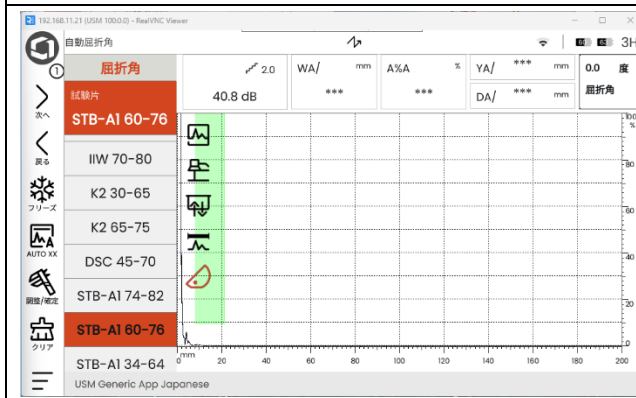 192.168.11.21 (USM 100.0.0) - RealVNC Viewer
自動屈折角
60 60 3H
1
屈折角
2.0
40.8 dB
WA/ mm
***
A%A %
***
YA/ *** mm
DA/ *** mm
0.0 度
屈折角
試験片
STB-A1 60-76
IIW 70-80
K2 30-65
K2 65-75
DSC 45-70
STB-A1 74-82
STB-A1 60-76
STB-A1 34-64
次へ
戻る
フリーズ
AUTO XX
調整/確定
クリア
100
%
80
60
40
20
0
0 mm 20 40 60 80 100 120 140 160 180 200
USM Generic App Japanese